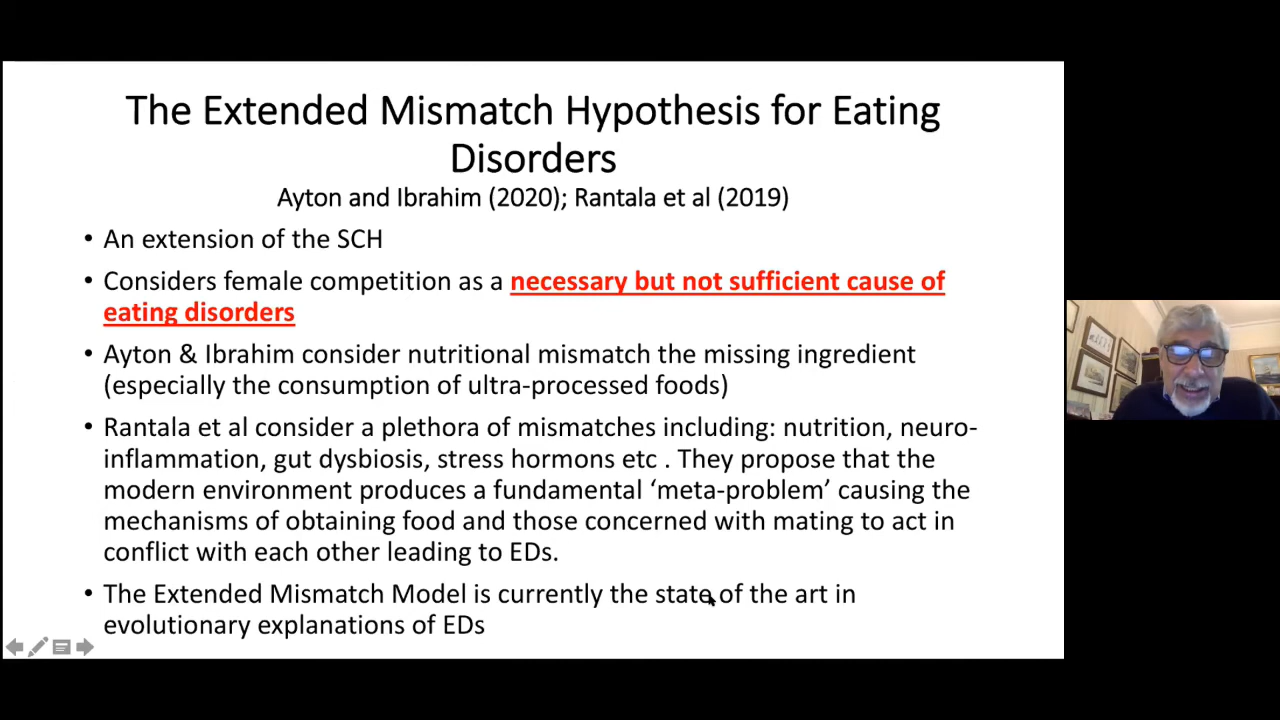 The Extended Mismatch Hypothesis for Eating
Disorders
Ayton and Ibrahim (2020); Rantala et al (2019)
• An extension of the SCH
• Considers female competition as a necessary but not sufficient cause of
eating disorders
• Ayton & Ibrahim consider nutritional mismatch the missing ingredient
(especially the consumption of ultra-processed foods)
• Rantala et al consider a plethora of mismatches including: nutrition, neuro-
inflammation, gut dysbiosis, stress hormons etc . They propose that the
modern environment produces a fundamental ‘meta-problem’ causing the
mechanisms of obtaining food and those concerned with mating to act in
conflict with each other leading to EDs.
• The Extended Mismatch Model is currently the state of the art in
evolutionary explanations of EDs